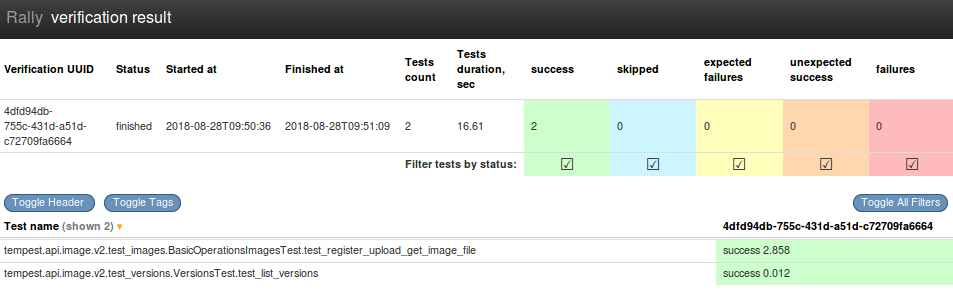 Rally verification result
Verification UUID Status Started at Finished at Tests count Tests duration, sec success skipped expected failures unexpected success failures
4dfd94db-755c-431d-a51d-c72709fa6664 finished 2018-08-28T09:50:36 2018-08-28T09:51:09 2 16.61 2 0 0 0 0
Filter tests by status: ☑ ☑ ☑ ☑ ☑
Toggle Header Toggle Tags Toggle All Filters
Test name (shown 2) ▾ 4dfd94db-755c-431d-a51d-c72709fa6664
tempest.api.image.v2.test_images.BasicOperationsImagesTest.test_register_upload_get_image_file success 2.858
tempest.api.image.v2.test_versions.VersionsTest.test_list_versions success 0.012